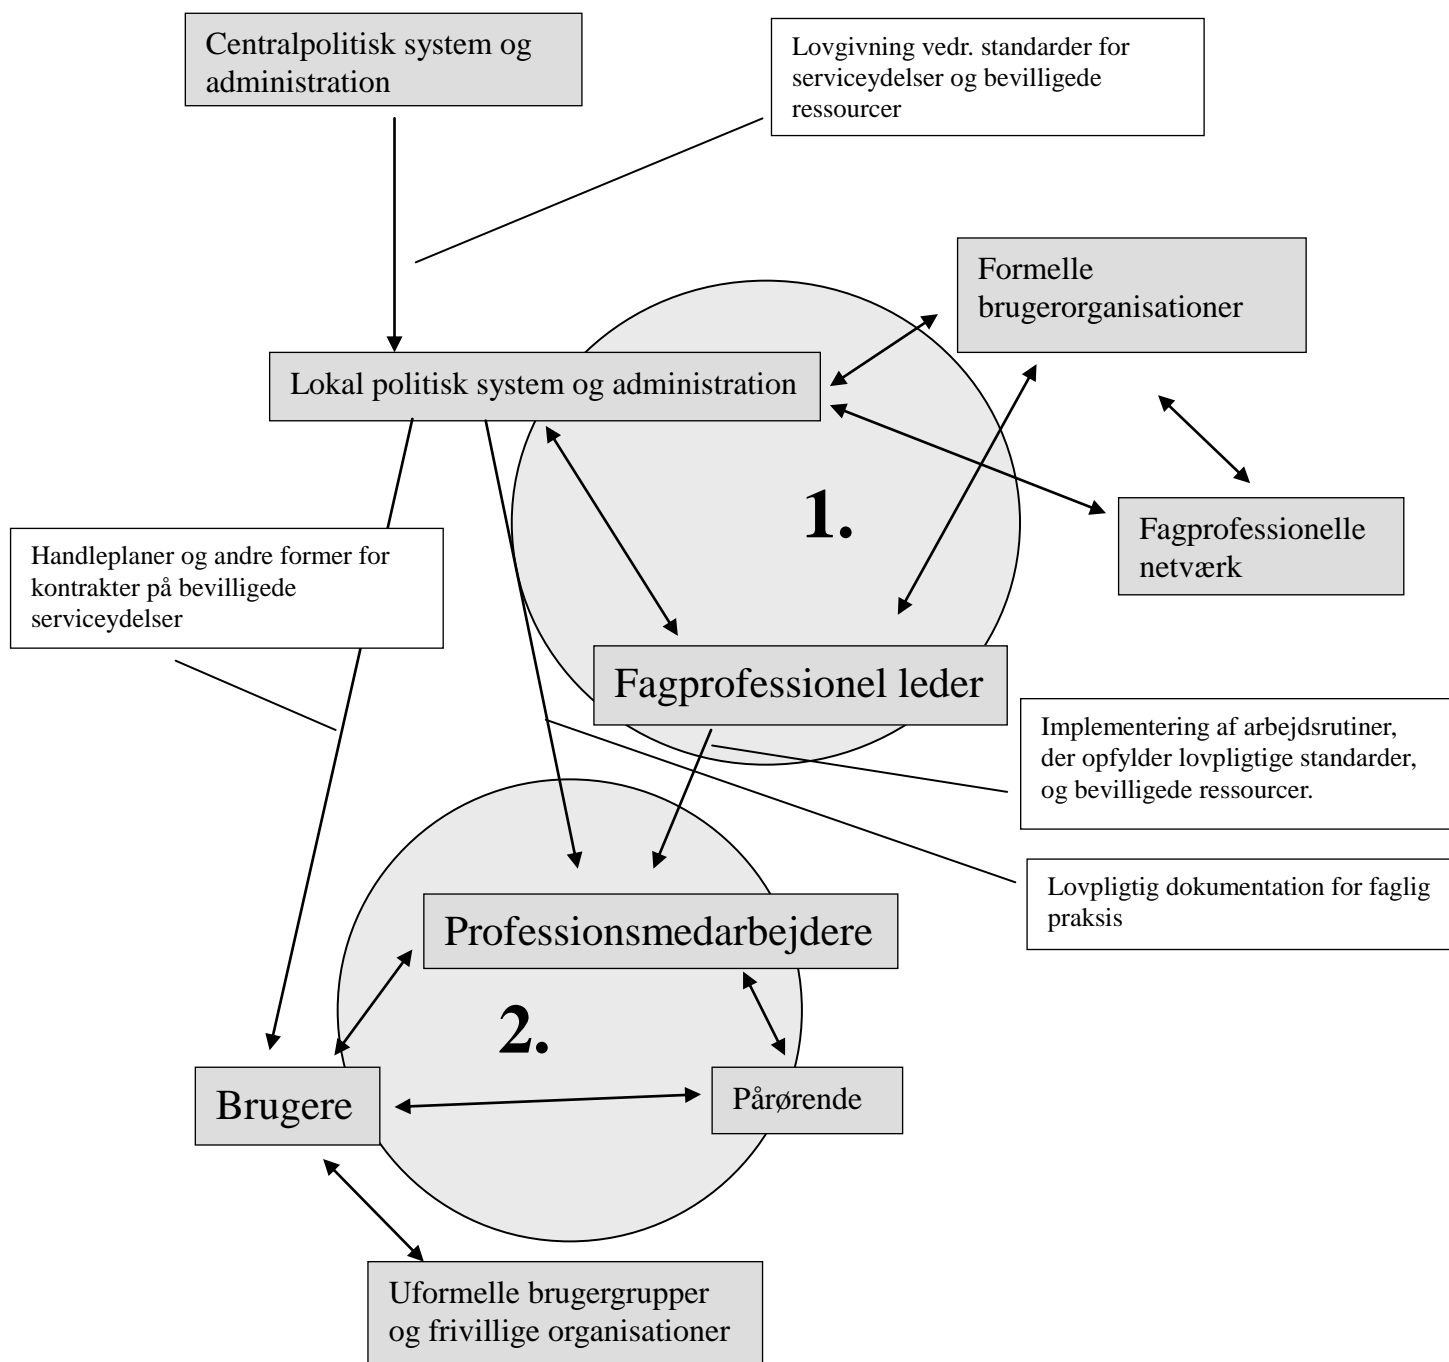 Centralpolitisk system og
administration
Lovgivning vedr. standarder for
serviceydelser og bevilligede
ressourcer
Formelle
brugerorganisationer
Lokal politisk system og administration
1.
Fagprofessionelle
netværk
Handleplaner og andre former for
kontrakter på bevilligede
serviceydelser
Fagprofessionel leder
Implementering af arbejdsrutiner,
der opfylder lovpligtige standarder,
og bevilligede ressourcer.
Lovpligtig dokumentation for faglig
praksis
Professionsmedarbejdere
2.
Brugere
Pårørende
Uformelle brugergrupper
og frivillige organisationer